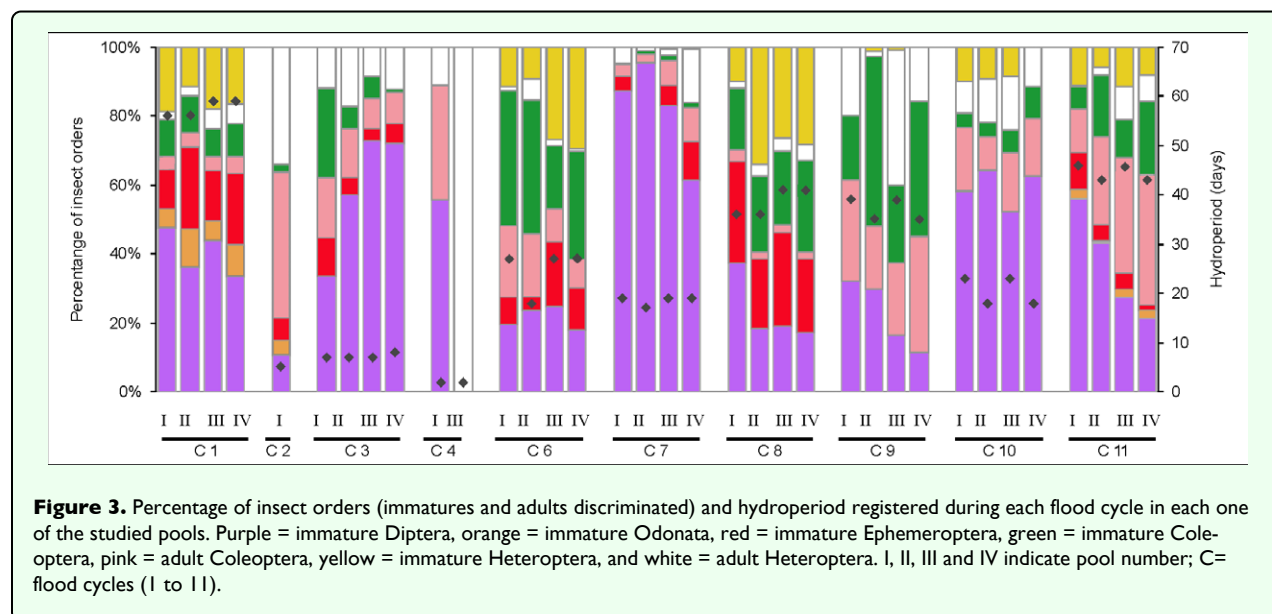 100%
80%
60%
40%
20%
0%
Percentange of insect orders
70
60
50
40
30
20
10
0
Hydroperiod (days)
I II III IV I I II III IV I III I II III IV I II III IV I II III IV I II III IV I II III IV I II III IV
C 1 C 2 C 3 C 4 C 6 C 7 C 8 C 9 C 10 C 11
Figure 3. Percentage of insect orders (immatures and adults discriminated) and hydroperiod registered during each flood cycle in each one
of the studied pools. Purple = immature Diptera, orange = immature Odonata, red = immature Ephemeroptera, green = immature Cole-
optera, pink = adult Coleoptera, yellow = immature Heteroptera, and white = adult Heteroptera. I, II, III and IV indicate pool number; C=
flood cycles (1 to 11).